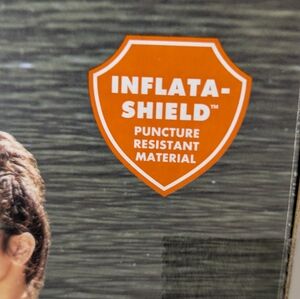 INFLATA-
SHIELD™
PUNCTURE
RESISTANT
MATERIAL